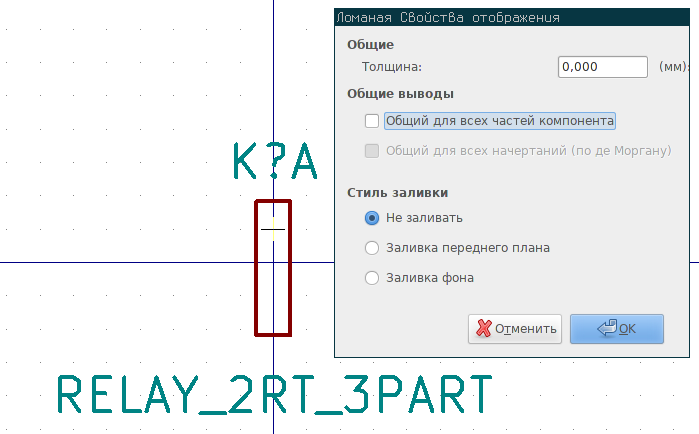 Ломаная Свойства отображения
Общие
Толщина: 0,000 (мм):
Общие выводы
Общий для всех частей компонента
Общий для всех начертаний (по де Моргану)
K?A
Стиль заливки
Не заливать
Заливка переднего плана
Заливка фона
Отменить OK
RELAY_2RT_3PART